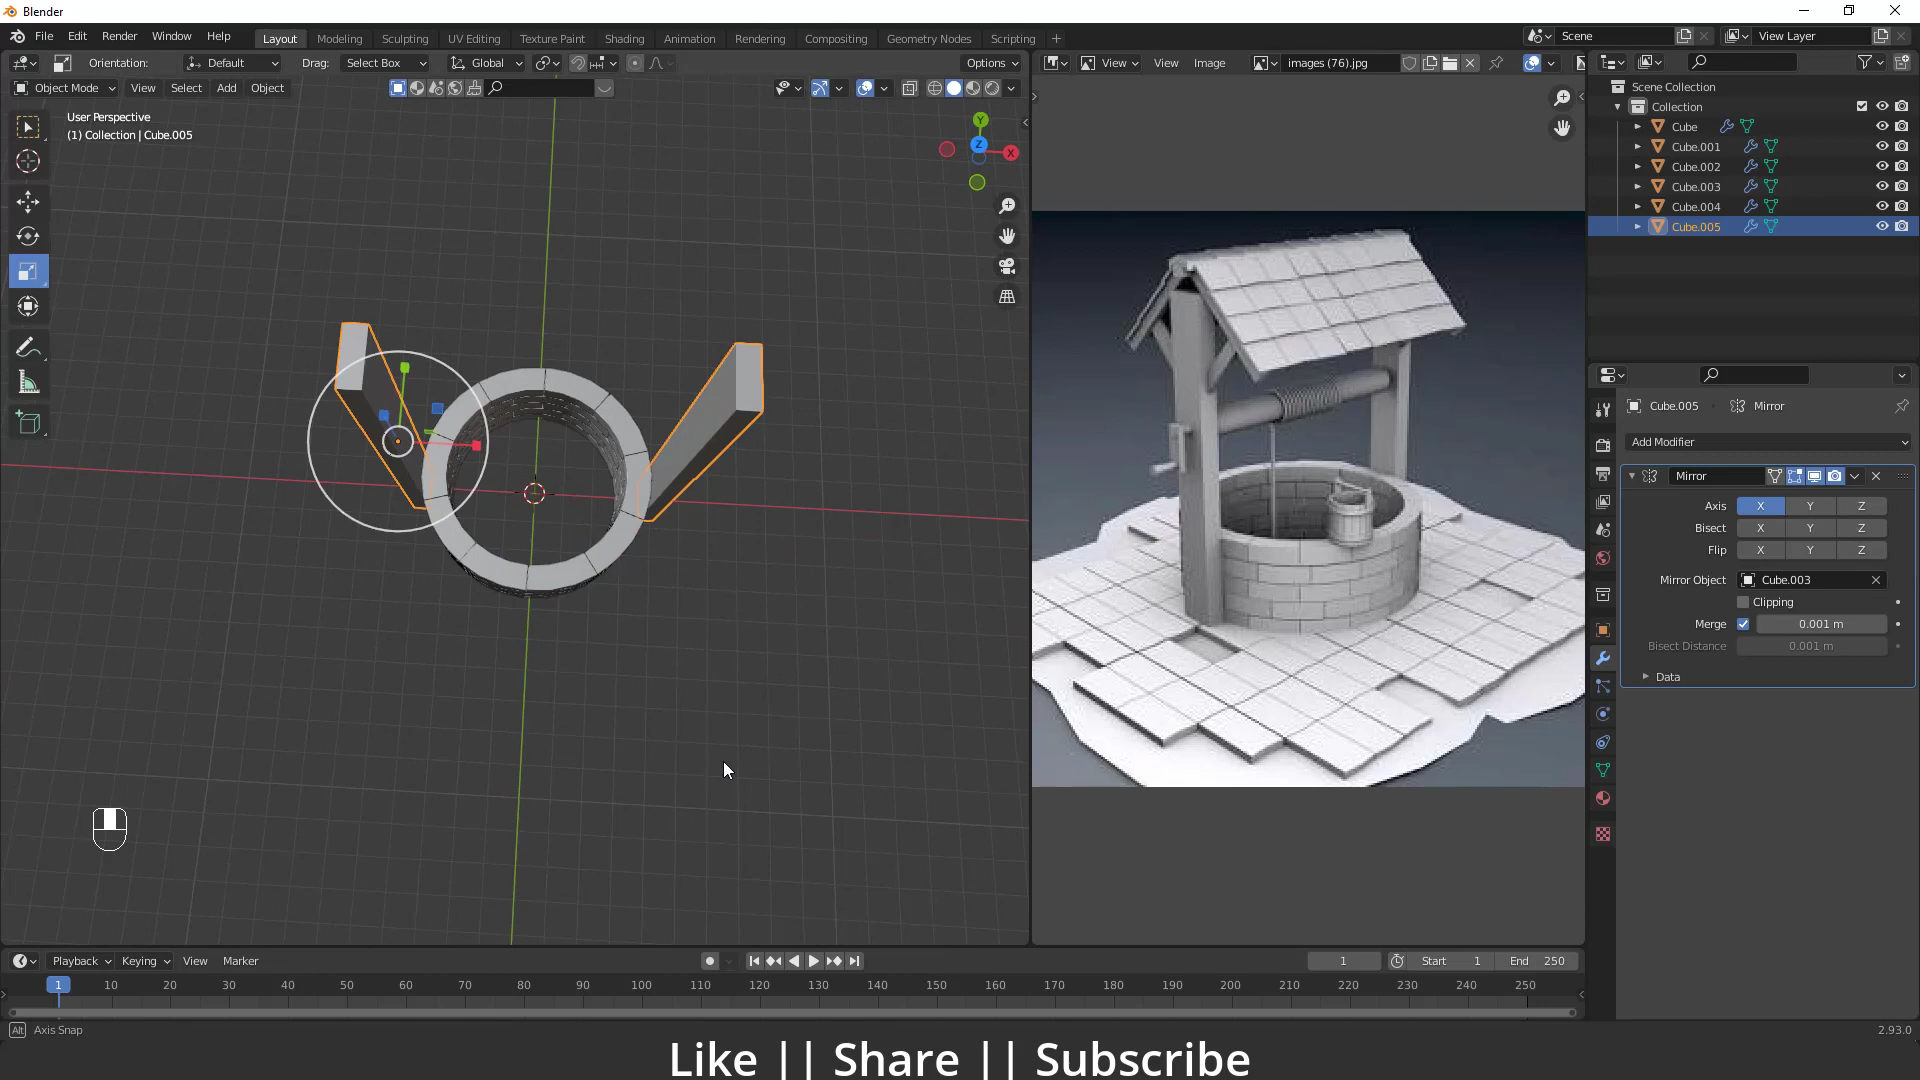 Blender
File Edit Render Window Help
Layout Modeling Sculpting UV Editing Texture Paint Shading Animation Rendering Compositing Geometry Nodes Scripting +
Scene View Layer
Orientation: Default Drag: Select Box Global Options
View View Image images (76).jpg
Object Mode View Select Add Object
User Perspective
(1) Collection | Cube.005
Y
Z
X
Scene Collection
Collection
Cube
Cube.001
Cube.002
Cube.003
Cube.004
Cube.005
Cube.005 Mirror
Add Modifier
Mirror
Axis X Y Z
Bisect X Y Z
Flip X Y Z
Mirror Object Cube.003
Clipping
Merge 0.001 m
Bisect Distance 0.001 m
Data
Playback Keying View Marker 1 Start 1 End 250
1 10 20 30 40 50 60 70 80 90 100 110 120 130 140 150 160 170 180 190 200 210 220 230 240 250
Alt Axis Snap 2.93.0
Like || Share || Subscribe